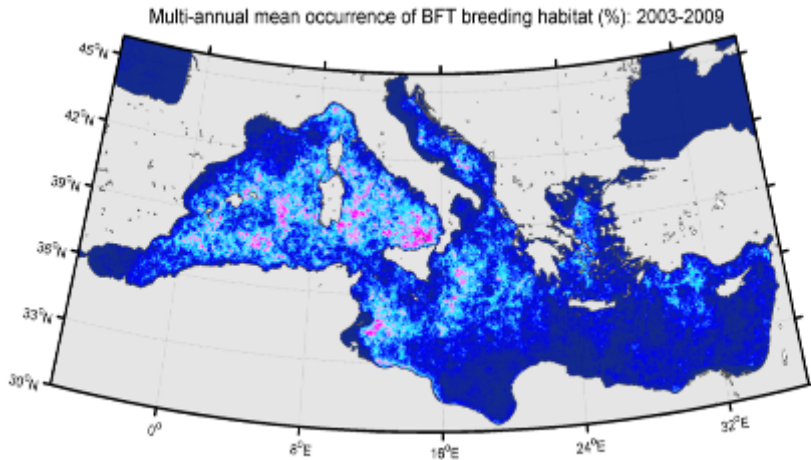 Multi-annual mean occurrence of BFT breeding habitat (%): 2003-2009
45°N
42°N
39°N
36°N
33°N
30°N
0°
8°E
16°E
24°E
32°E